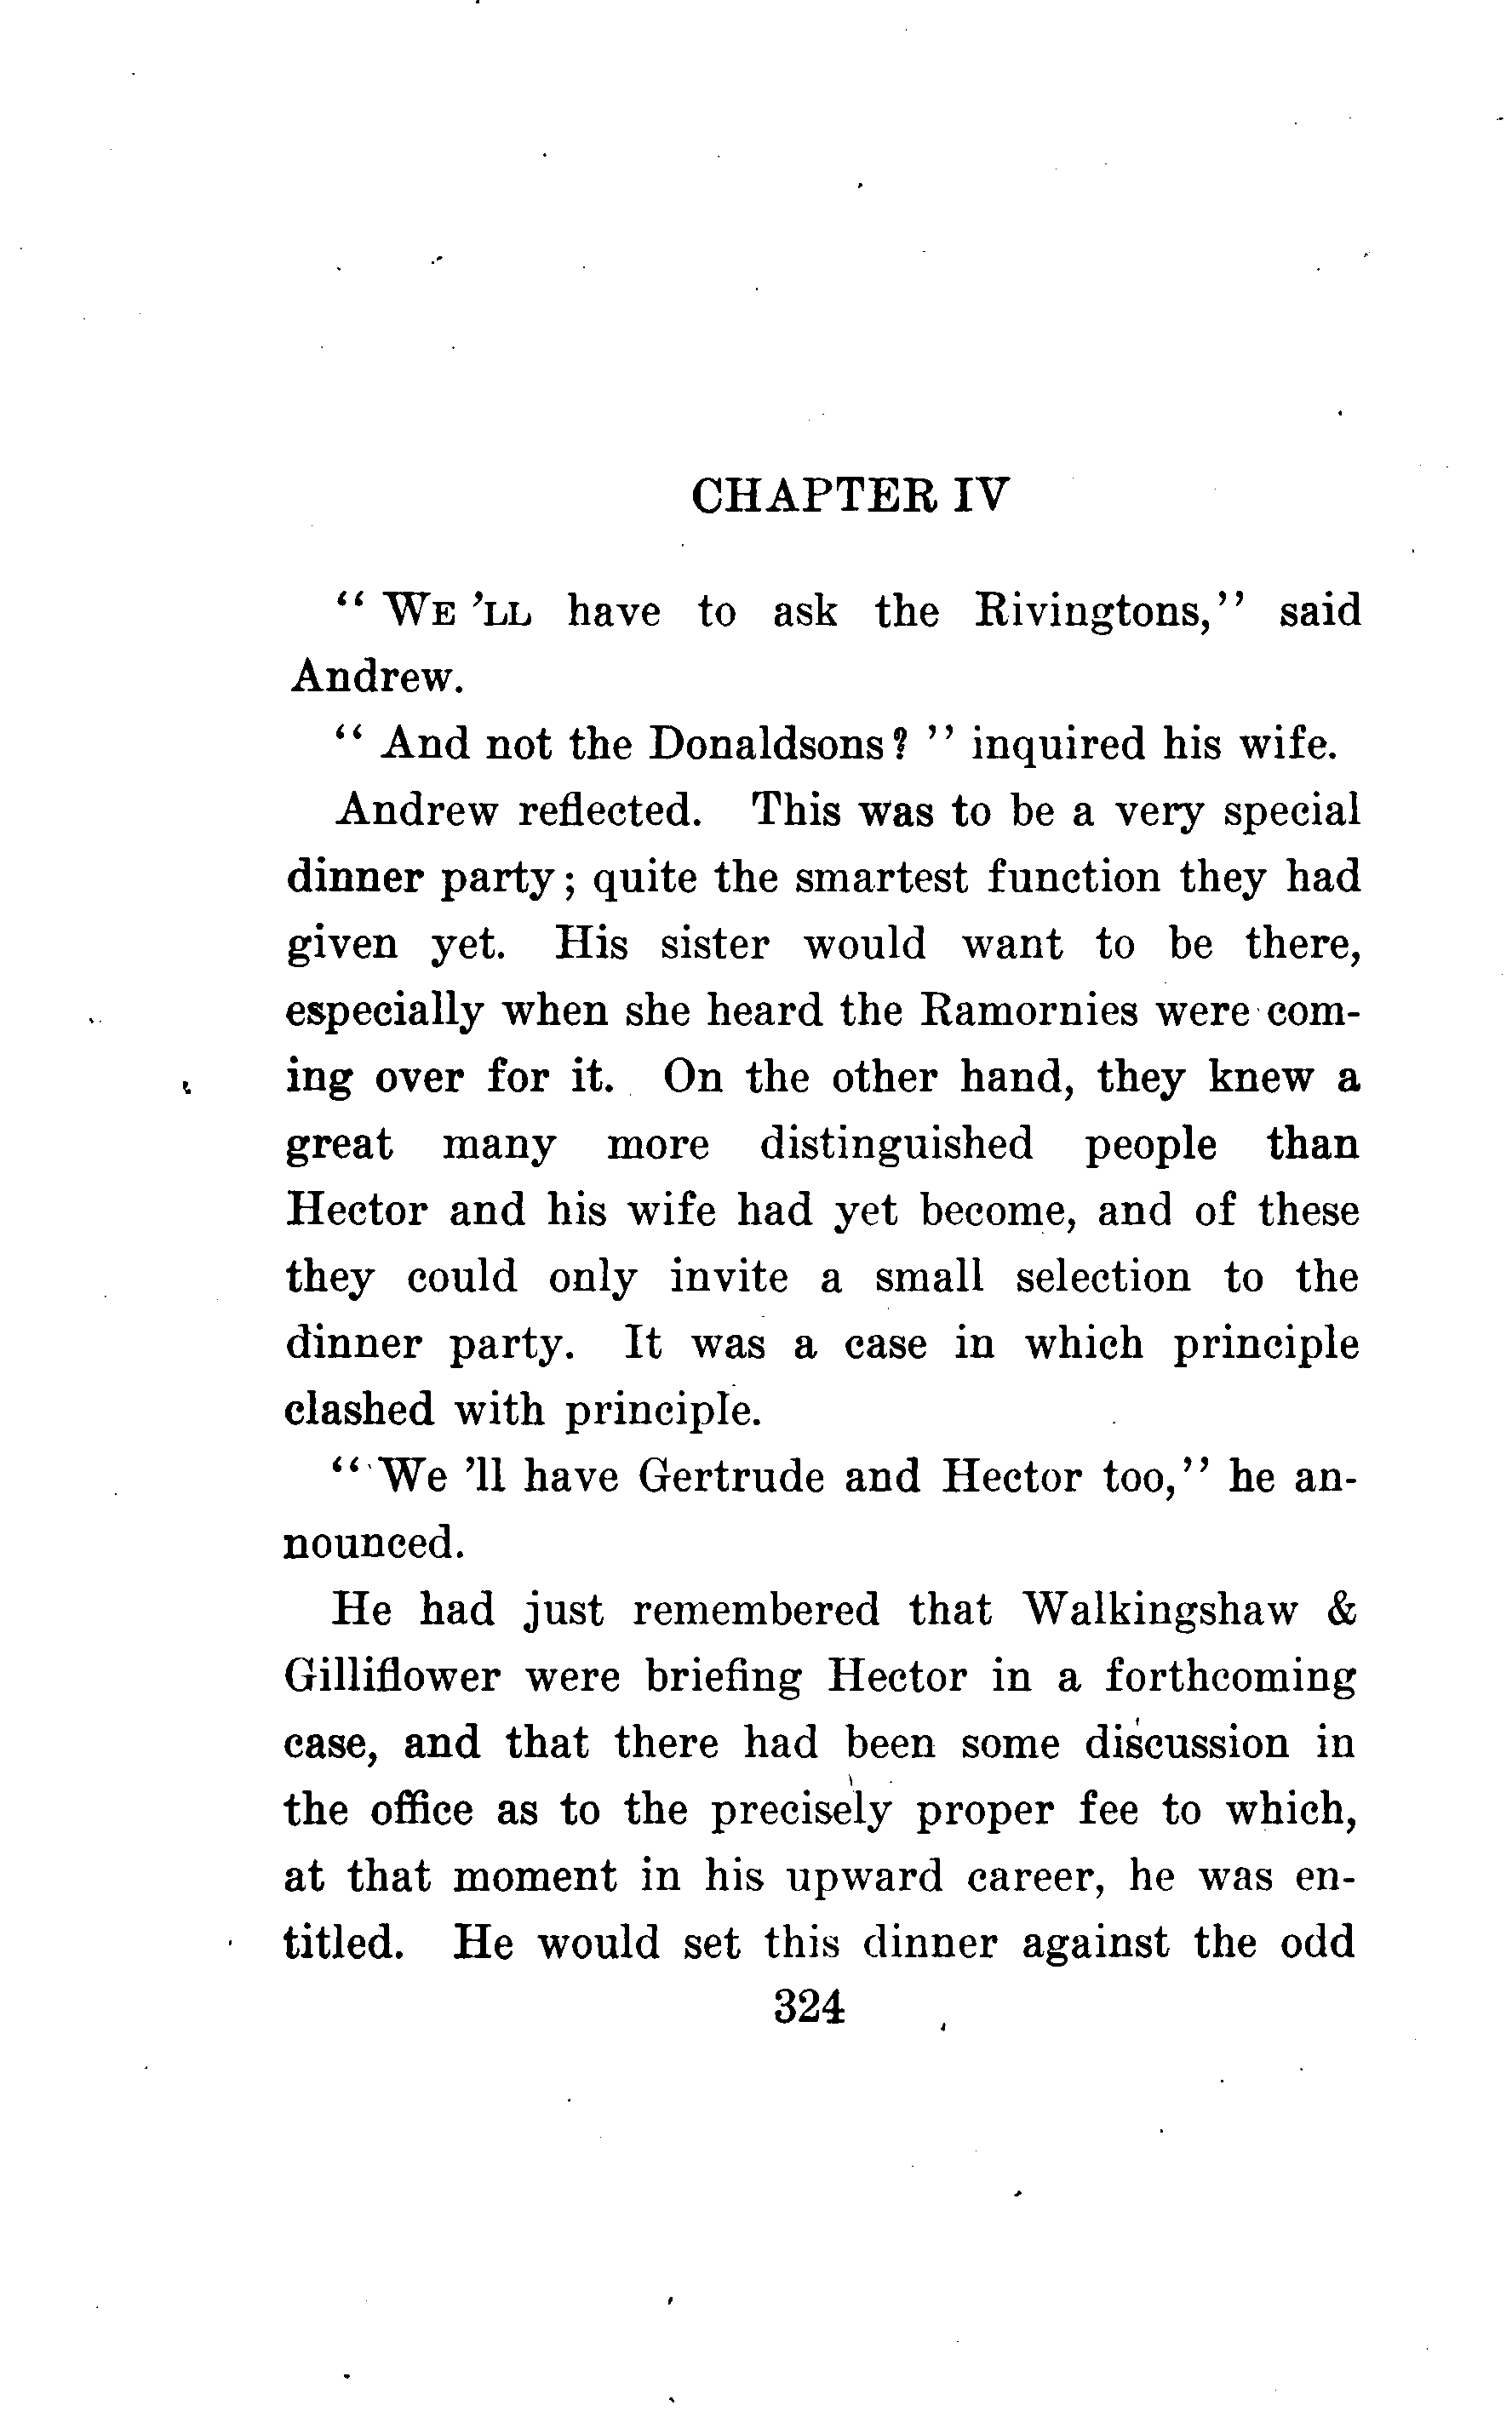 CHAPTER IV
“ WE ’LL have to ask the Rivingtons,” said
Andrew.
“ And not the Donaldsons? ” inquired his wife.
Andrew reflected. This was to be a very special
dinner party; quite the smartest function they had
given yet. His sister would want to be there,
especially when she heard the Ramornies were com-
ing over for it. On the other hand, they knew a
great many more distinguished people than
Hector and his wife had yet become, and of these
they could only invite a small selection to the
dinner party. It was a case in which principle
clashed with principle.
“ We ’ll have Gertrude and Hector too,” he an-
nounced.
He had just remembered that Walkingshaw &
Gilliflower were briefing Hector in a forthcoming
case, and that there had been some discussion in
the office as to the precisely proper fee to which,
at that moment in his upward career, he was en-
titled. He would set this dinner against the odd
324